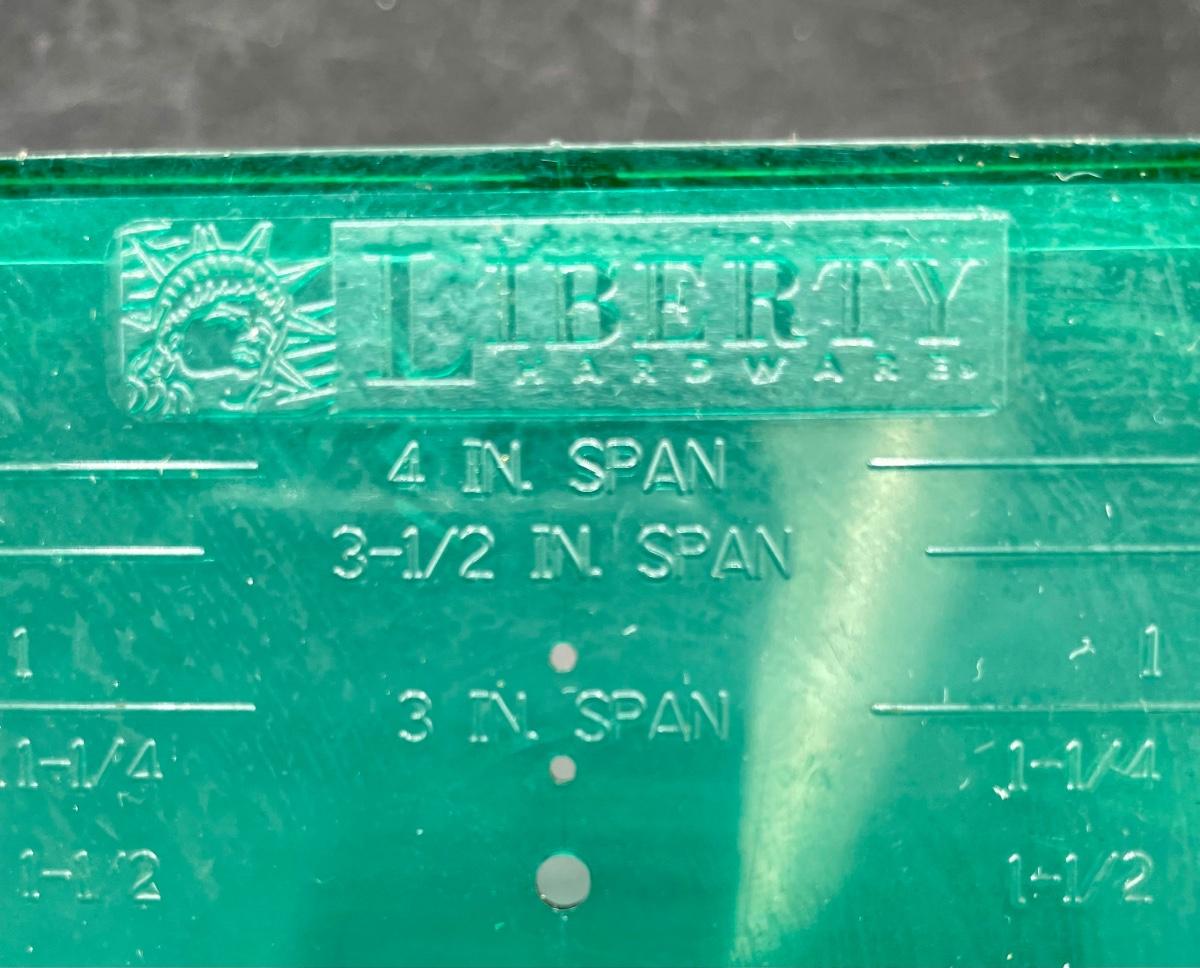 LIBERTY
HARDWARE
4 IN. SPAN
3-1/2 IN. SPAN
1 1
3 IN. SPAN
1-1/4 1-1/4
1-1/2 1-1/2